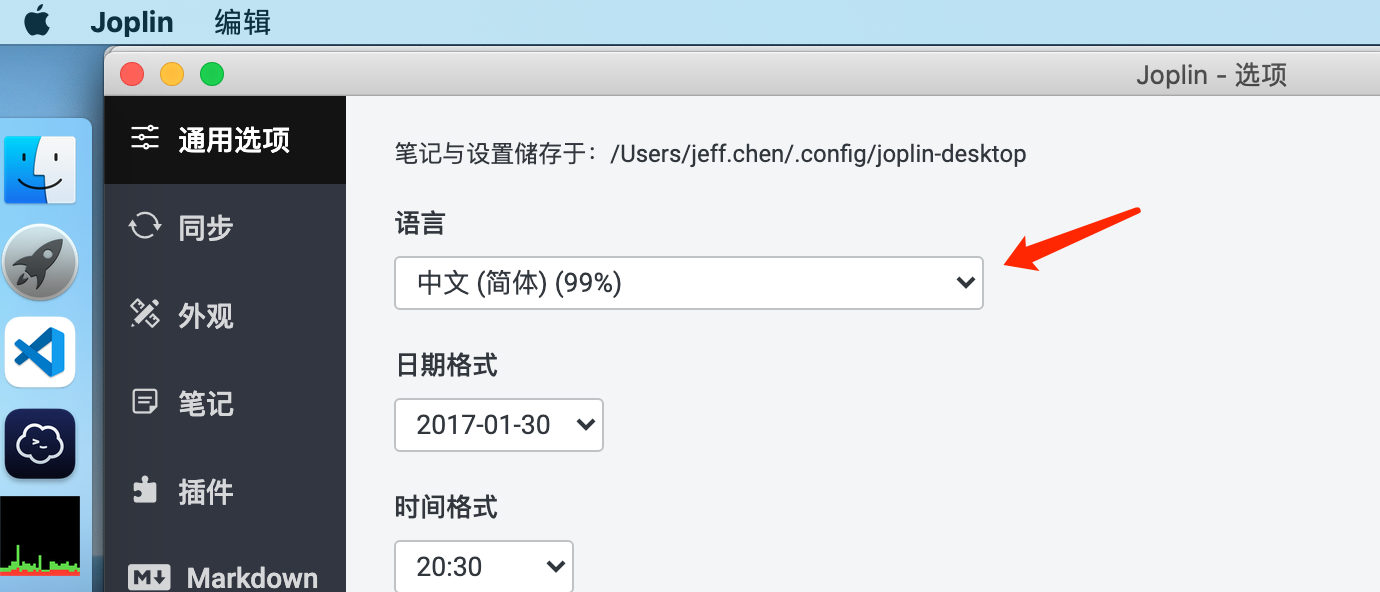 Joplin 编辑
Joplin - 选项
通用选项
同步
外观
笔记
插件
Markdown
笔记与设置储存于：/Users/jeff.chen/.config/joplin-desktop
语言
中文 (简体) (99%)
日期格式
2017-01-30
时间格式
20:30